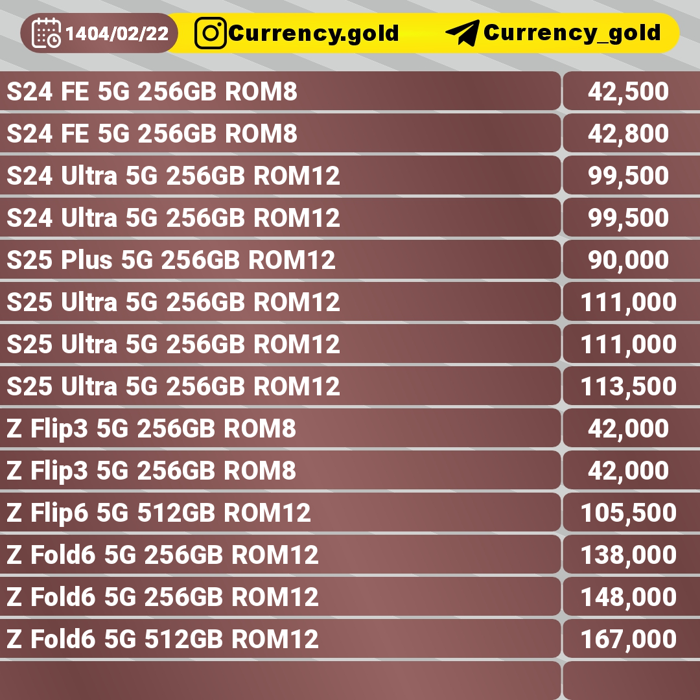 1404/02/22 Currency.gold Currency_gold
S24 FE 5G 256GB ROM8 42,500
S24 FE 5G 256GB ROM8 42,800
S24 Ultra 5G 256GB ROM12 99,500
S24 Ultra 5G 256GB ROM12 99,500
S25 Plus 5G 256GB ROM12 90,000
S25 Ultra 5G 256GB ROM12 111,000
S25 Ultra 5G 256GB ROM12 111,000
S25 Ultra 5G 256GB ROM12 113,500
Z Flip3 5G 256GB ROM8 42,000
Z Flip3 5G 256GB ROM8 42,000
Z Flip6 5G 512GB ROM12 105,500
Z Fold6 5G 256GB ROM12 138,000
Z Fold6 5G 256GB ROM12 148,000
Z Fold6 5G 512GB ROM12 167,000